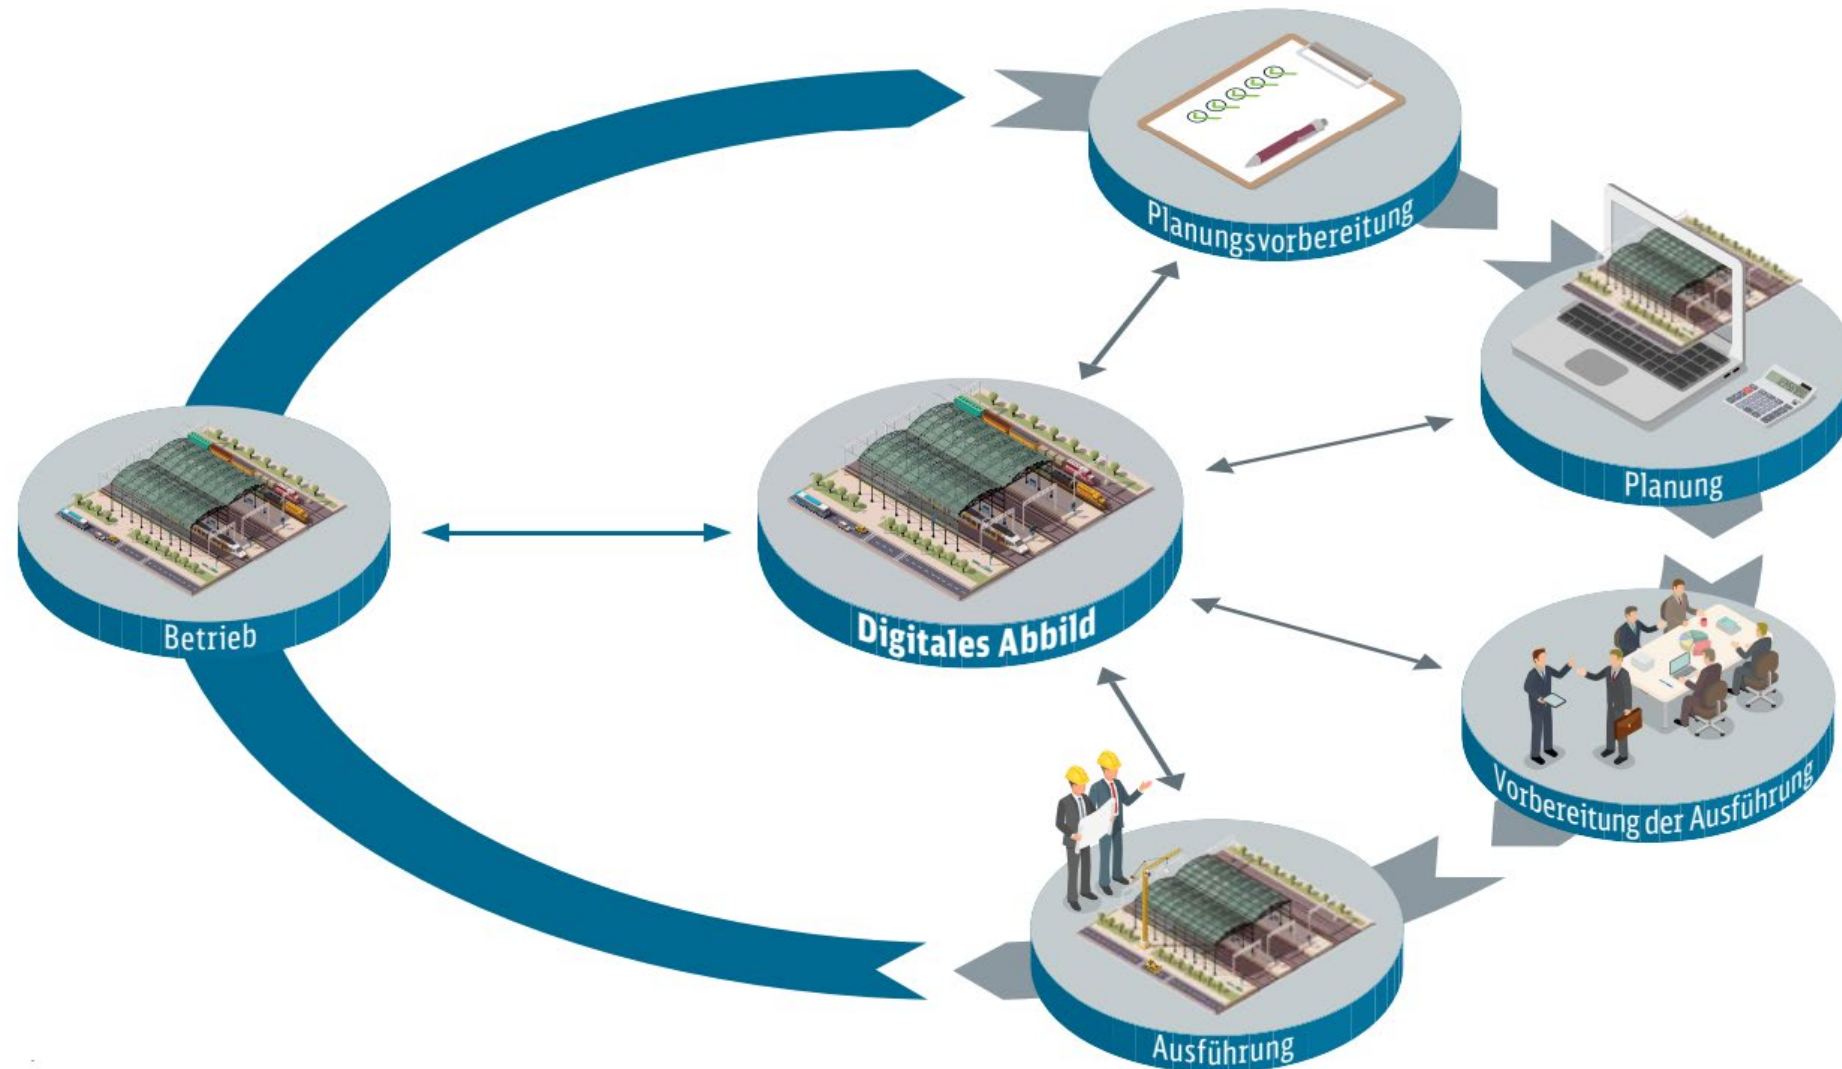 Planungsvorbereitung
Planung
Betrieb
Digitales Abbild
Vorbereitung der Ausführung
Ausführung